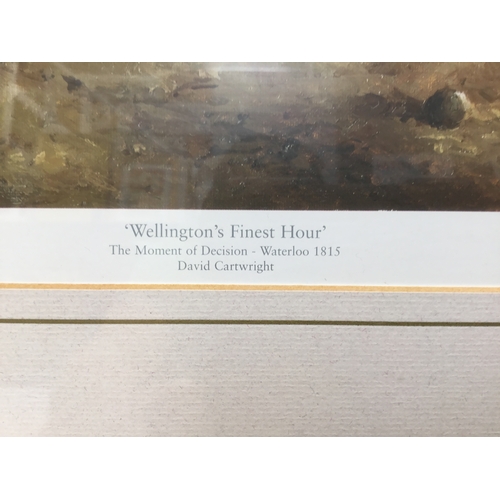 'Wellington's Finest Hour'
The Moment of Decision - Waterloo 1815
David Cartwright